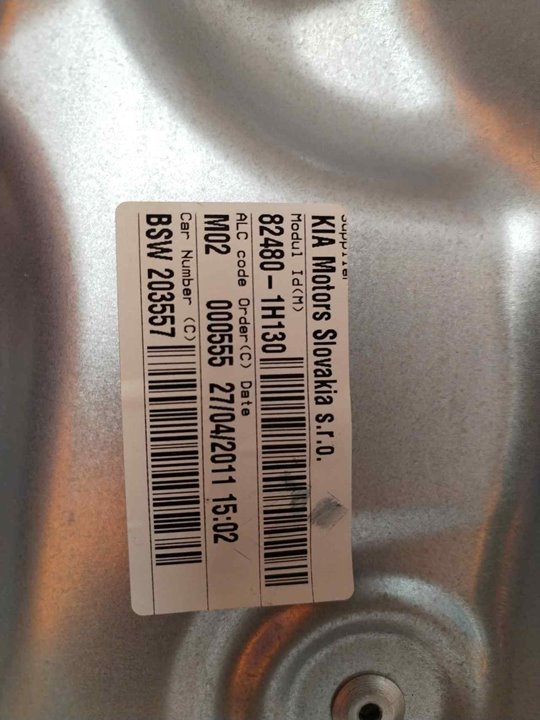 Supplier
KIA Motors Slovakia s.r.o.
Modul Id(M)
82480-1H130
ALC code Order(C) Date
M02 000555 27/04/2011 15:02
Car Number (C)
BSW 203557